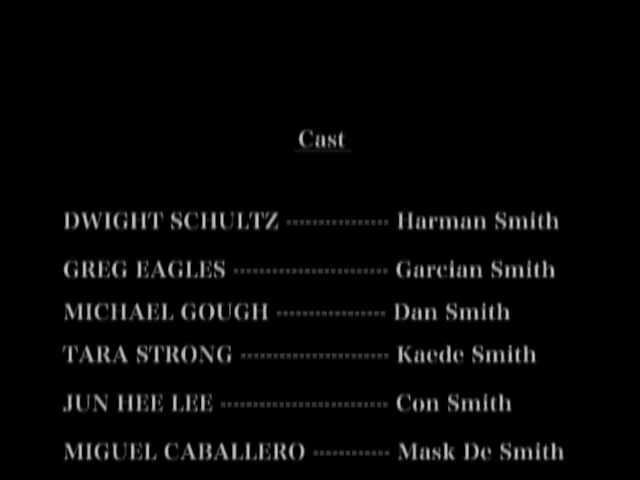 Cast
DWIGHT SCHULTZ ---------------- Harman Smith
GREG EAGLES ------------------------ Garcian Smith
MICHAEL GOUGH ----------------- Dan Smith
TARA STRONG ----------------------- Kaede Smith
JUN HEE LEE -------------------------- Con Smith
MIGUEL CABALLERO ------------ Mask De Smith